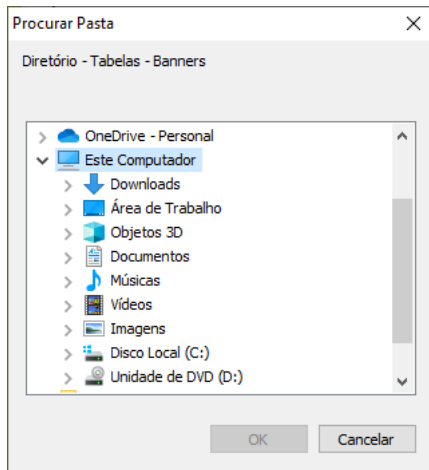 Procurar Pasta
Diretório - Tabelas - Banners
OneDrive - Personal
Este Computador
Downloads
Área de Trabalho
Objetos 3D
Documentos
Músicas
Vídeos
Imagens
Disco Local (C:)
Unidade de DVD (D:)
OK
Cancelar